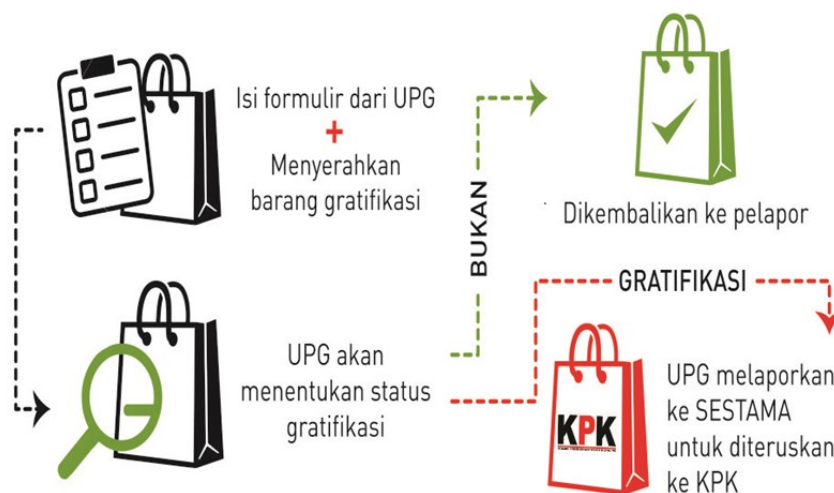 Isi formulir dari UPG
+
Menyerahkan
barang gratifikasi
UPG akan
menentukan status
gratifikasi
BUKAN
Dikembalikan ke pelapor
GRATIFIKASI
KPK
UPG melaporkan
ke SESTAMA
untuk diteruskan
ke KPK